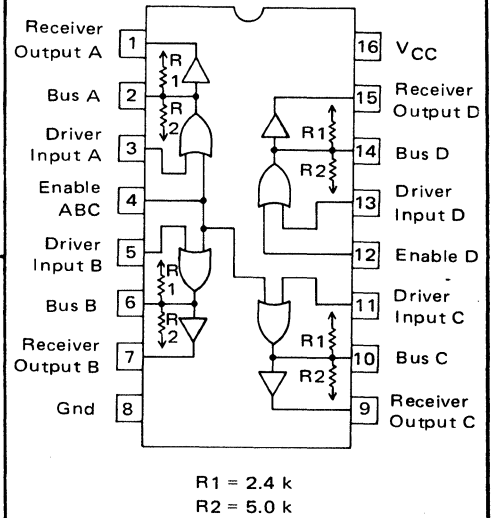 Receiver
Output A
1
R
1
Bus A
2
R
2
Driver
Input A
3
Enable
ABC
4
Driver
Input B
5
R
1
Bus B
6
R
2
Receiver
Output B
7
Gnd
8
16
VCC
15
Receiver
Output D
R1
14
Bus D
R2
13
Driver
Input D
12
Enable D
11
Driver
Input C
R1
10
Bus C
R2
9
Receiver
Output C
R1 = 2.4 k
R2 = 5.0 k